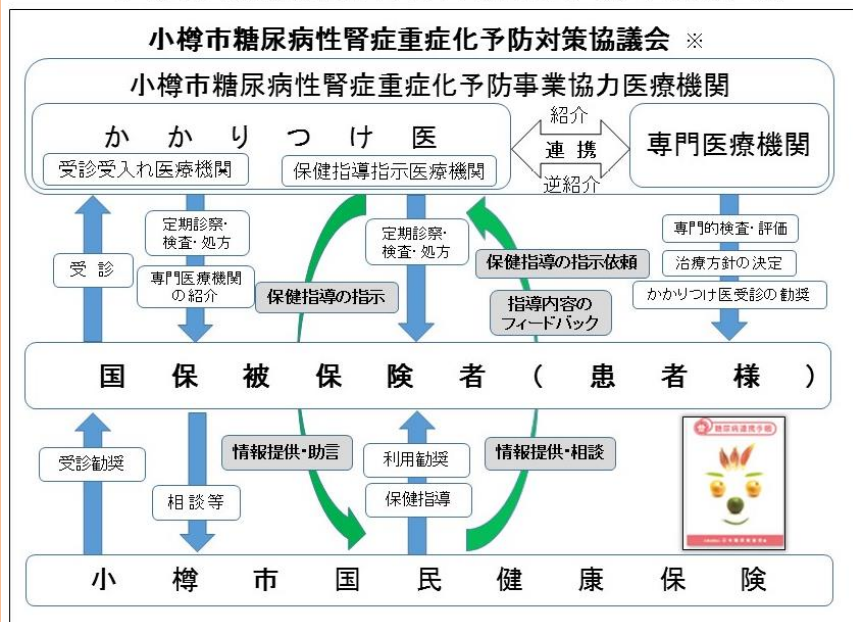 小樽市糖尿病性腎症重症化予防対策協議会 ※
小樽市糖尿病性腎症重症化予防事業協力医療機関
かかりつけ医
受診受入れ医療機関
保健指導指示医療機関
紹介
連携
逆紹介
専門医療機関
受診
定期診察・
検査・処方
専門医療機関
の紹介
保健指導の指示
定期診察・
検査・処方
保健指導の指示依頼
指導内容の
フィードバック
専門的検査・評価
治療方針の決定
かかりつけ医受診の勧奨
国保被保険者(患者様)
受診勧奨
相談等
情報提供・助言
利用勧奨
保健指導
情報提供・相談
糖尿病連携手帳
小樽市国民健康保険